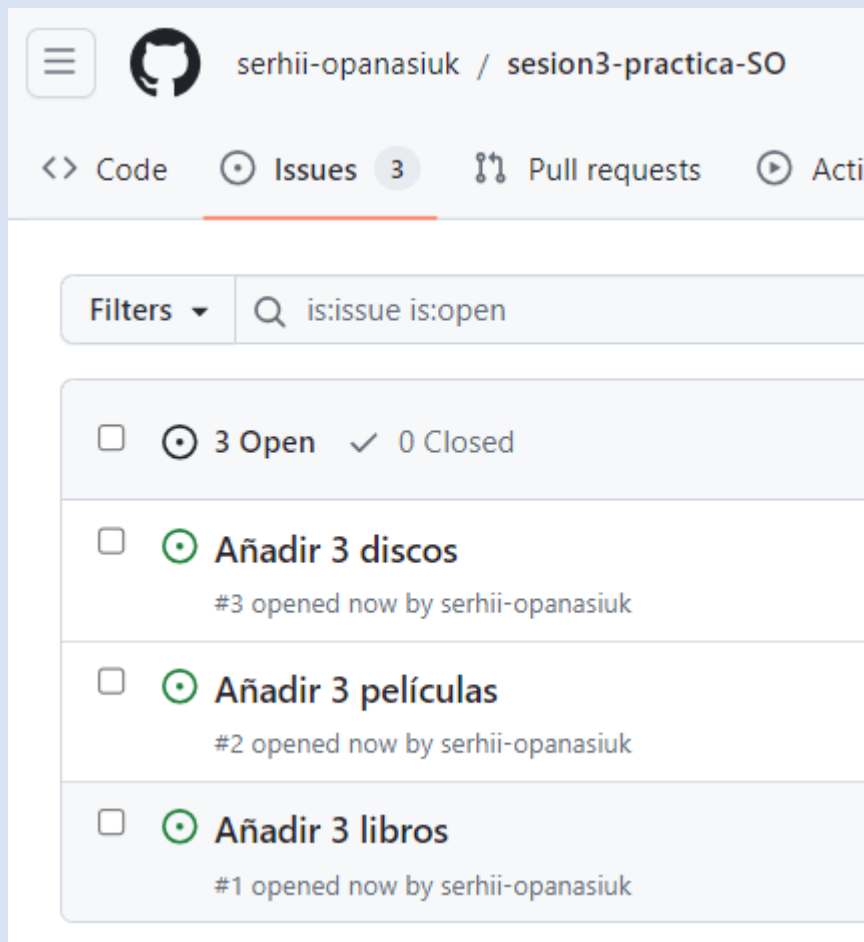 serhii-opanasiuk / sesion3-practica-SO
Code Issues 3 Pull requests Acti
Filters is:issue is:open
3 Open 0 Closed
Añadir 3 discos
#3 opened now by serhii-opanasiuk
Añadir 3 películas
#2 opened now by serhii-opanasiuk
Añadir 3 libros
#1 opened now by serhii-opanasiuk